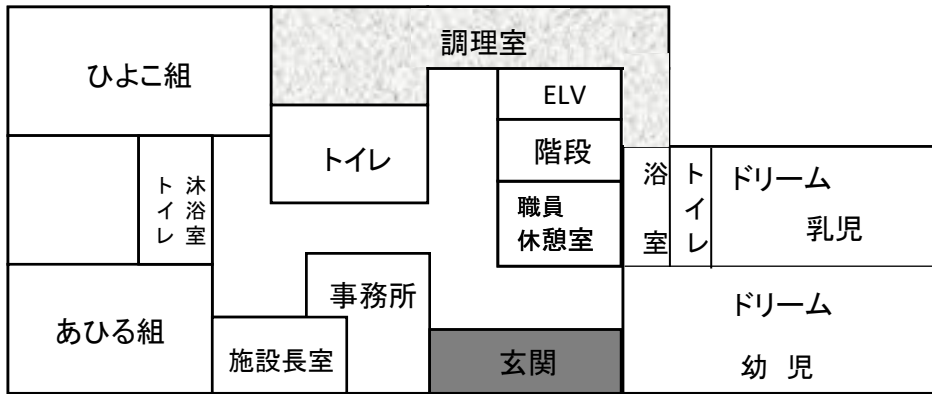 調理室
ひよこ組
ELV
トイレ
階段
沐浴室
トイレ
職員
休憩室
浴室
トイレ
ドリーム
乳児
事務所
あひる組
施設長室
玄関
ドリーム
幼児